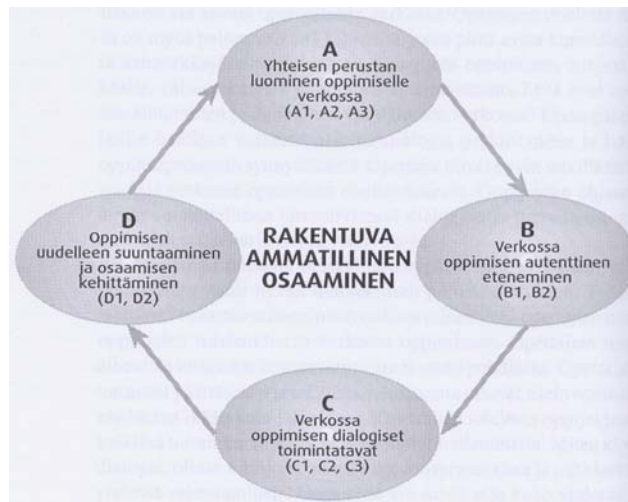 A
Yhteisen perustan
luominen oppimiselle
verkossa
(A1, A2, A3)
B
Verkossa
oppimisen autenttinen
eteneminen
(B1, B2)
C
Verkossa
oppimisen dialogiset
toimintatavat
(C1, C2, C3)
D
Oppimisen
uudelleen suuntaaminen
ja osaamisen
kehittäminen
(D1, D2)
RAKENTUVA
AMMATILLINEN
OSAAMINEN